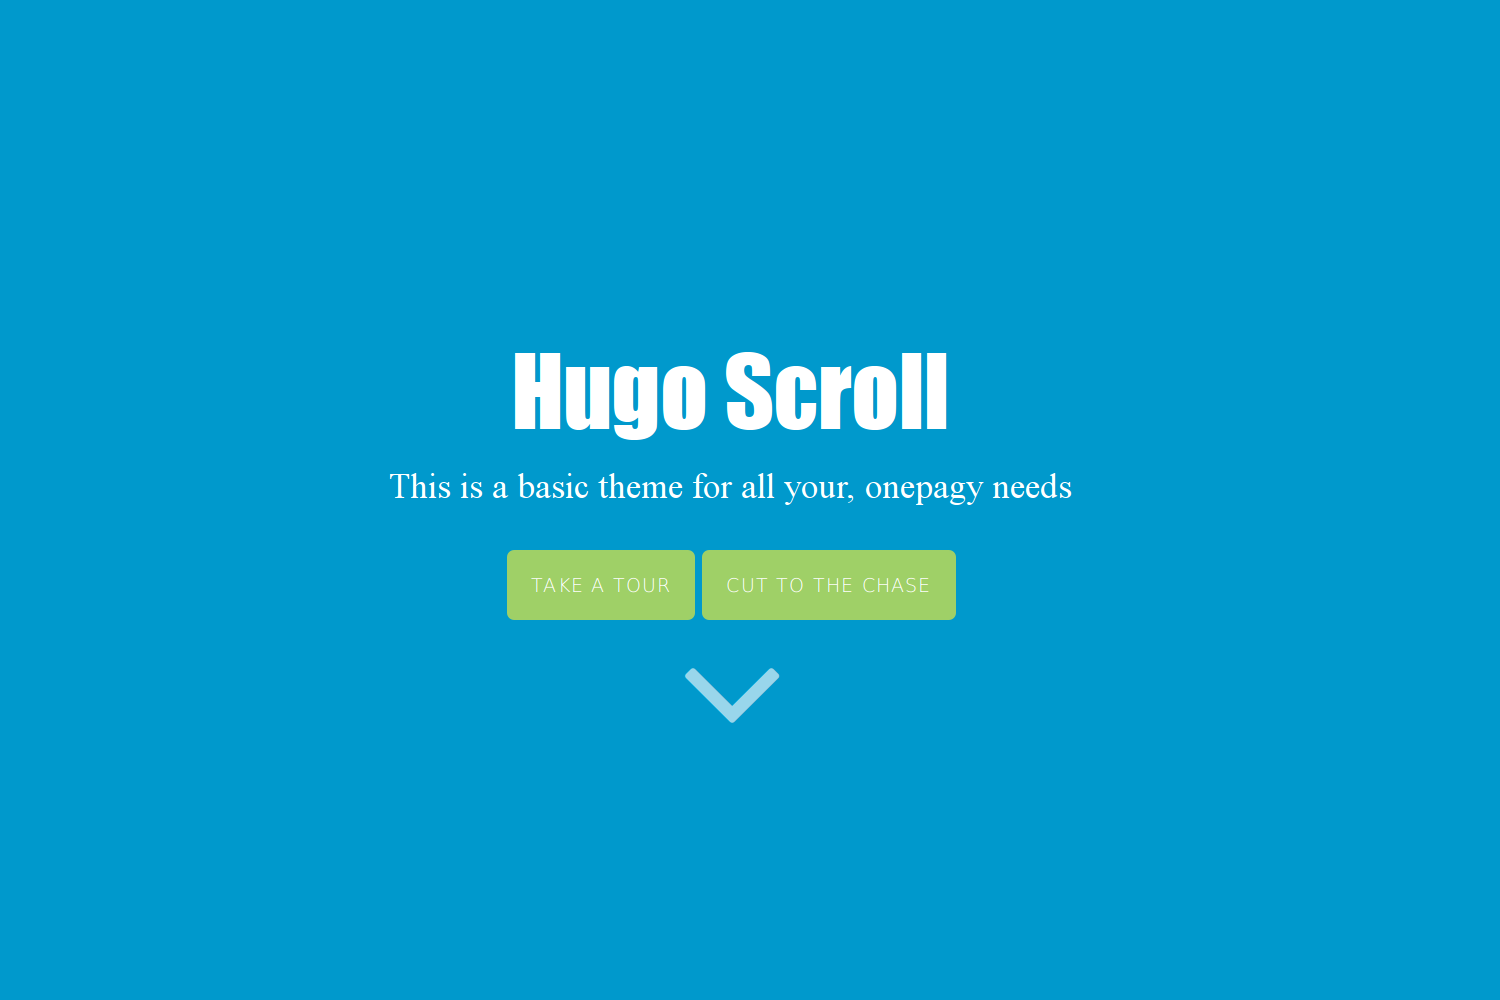 Hugo Scroll
This is a basic theme for all your, onepagy needs
TAKE A TOUR
CUT TO THE CHASE